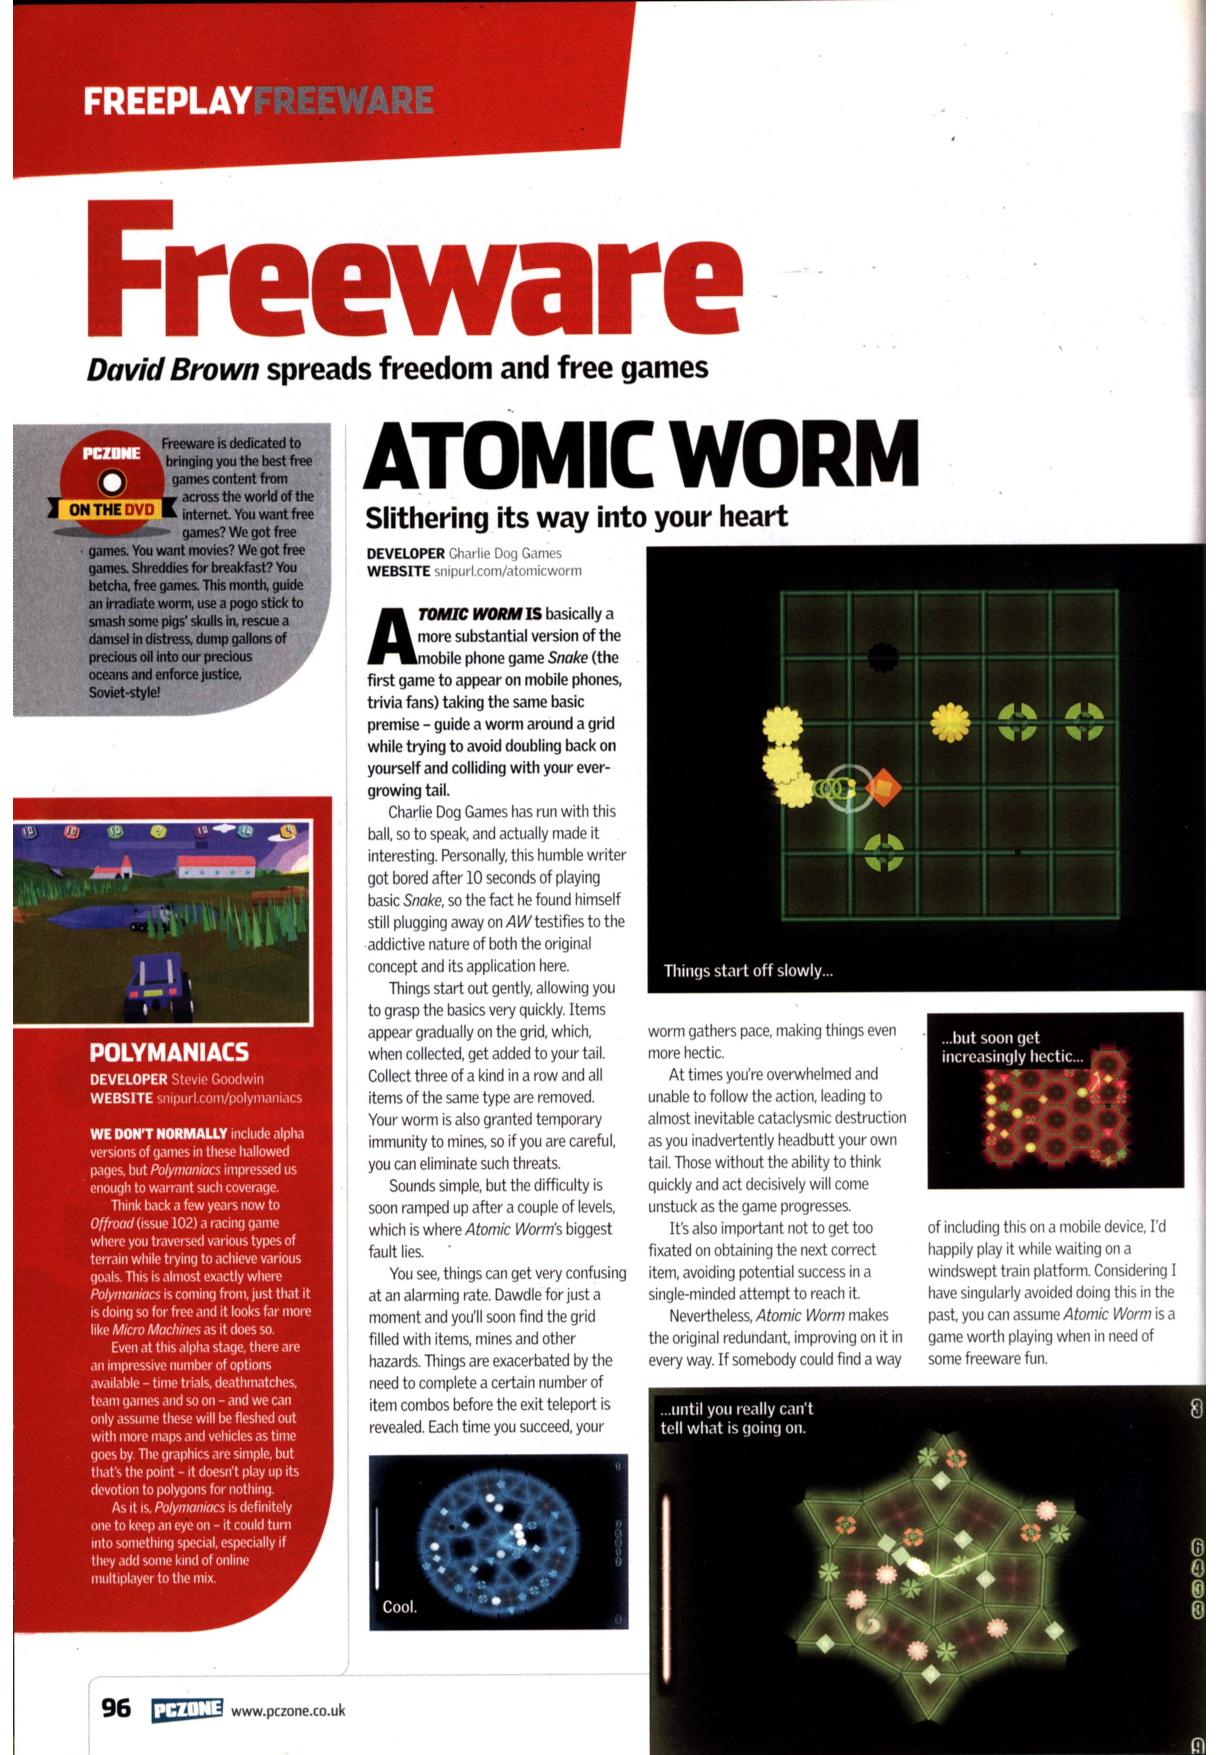 FREEPLAYFREEWARE
Freeware
David Brown spreads freedom and free games
PCZONE
ON THE DVD
Freeware is dedicated to
bringing you the best free
games content from
across the world of the
internet. You want free
games? We got free
games. You want movies? We got free
games. Shreddies for breakfast? You
betcha, free games. This month, guide
an irradiate worm, use a pogo stick to
smash some pigs' skulls in, rescue a
damsel in distress, dump gallons of
precious oil into our precious
oceans and enforce justice,
Soviet-style!
POLYMANIACS
DEVELOPER Stevie Goodwin
WEBSITE snipurl.com/polymaniacs
WE DON'T NORMALLY include alpha
versions of games in these hallowed
pages, but Polymaniacs impressed us
enough to warrant such coverage.
Think back a few years now to
Offroad (issue 102) a racing game
where you traversed various types of
terrain while trying to achieve various
goals. This is almost exactly where
Polymaniacs is coming from, just that it
is doing so for free and it looks far more
like Micro Machines as it does so.
Even at this alpha stage, there are
an impressive number of options
available – time trials, deathmatches,
team games and so on – and we can
only assume these will be fleshed out
with more maps and vehicles as time
goes by. The graphics are simple, but
that's the point – it doesn't play up its
devotion to polygons for nothing.
As it is, Polymaniacs is definitely
one to keep an eye on – it could turn
into something special, especially if
they add some kind of online
multiplayer to the mix.
ATOMIC WORM
Slithering its way into your heart
DEVELOPER Charlie Dog Games
WEBSITE snipurl.com/atomicworm
ATOMIC WORM IS basically a
more substantial version of the
mobile phone game Snake (the
first game to appear on mobile phones,
trivia fans) taking the same basic
premise – guide a worm around a grid
while trying to avoid doubling back on
yourself and colliding with your ever-
growing tail.
Charlie Dog Games has run with this
ball, so to speak, and actually made it
interesting. Personally, this humble writer
got bored after 10 seconds of playing
basic Snake, so the fact he found himself
still plugging away on AW testifies to the
addictive nature of both the original
concept and its application here.
Things start out gently, allowing you
to grasp the basics very quickly. Items
appear gradually on the grid, which,
when collected, get added to your tail.
Collect three of a kind in a row and all
items of the same type are removed.
Your worm is also granted temporary
immunity to mines, so if you are careful,
you can eliminate such threats.
Sounds simple, but the difficulty is
soon ramped up after a couple of levels,
which is where Atomic Worm's biggest
fault lies.
You see, things can get very confusing
at an alarming rate. Dawdle for just a
moment and you'll soon find the grid
filled with items, mines and other
hazards. Things are exacerbated by the
need to complete a certain number of
item combos before the exit teleport is
revealed. Each time you succeed, your
Cool.
Things start off slowly...
worm gathers pace, making things even
more hectic.
At times you're overwhelmed and
unable to follow the action, leading to
almost inevitable cataclysmic destruction
as you inadvertently headbutt your own
tail. Those without the ability to think
quickly and act decisively will come
unstuck as the game progresses.
It's also important not to get too
fixated on obtaining the next correct
item, avoiding potential success in a
single-minded attempt to reach it.
Nevertheless, Atomic Worm makes
the original redundant, improving on it in
every way. If somebody could find a way
...but soon get
increasingly hectic...
of including this on a mobile device, I'd
happily play it while waiting on a
windswept train platform. Considering I
have singularly avoided doing this in the
past, you can assume Atomic Worm is a
game worth playing when in need of
some freeware fun.
...until you really can't
tell what is going on.
96 PCZONE www.pczone.co.uk